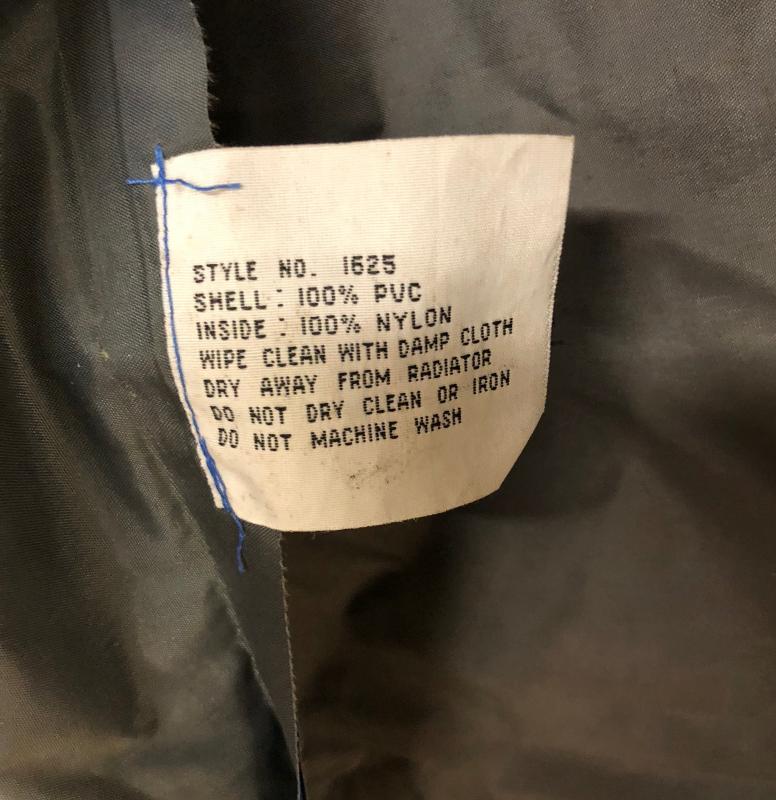 STYLE NO. 1625
SHELL: 100% PVC
INSIDE: 100% NYLON
WIPE CLEAN WITH DAMP CLOTH
DRY AWAY FROM RADIATOR
DO NOT DRY CLEAN OR IRON
DO NOT MACHINE WASH